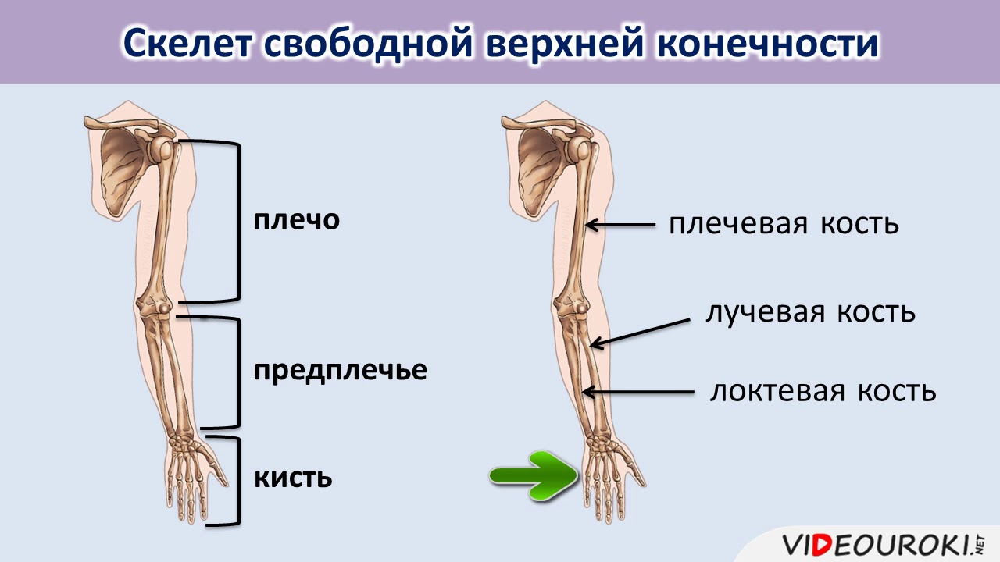 Скелет свободной верхней конечности
плечо
предплечье
кисть
плечевая кость
лучевая кость
локтевая кость
VIDEOUROKI.NET